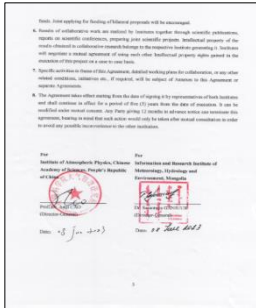 fields. Joint applying for funding of bilateral proposals will be encouraged.
6. Results of collaborative work are realized by Institutes together through scientific publications,
reports on scientific conferences, preparing joint scientific projects. Intellectual property of the
results obtained in collaborative research belongs to the respective Institute generating it. Institutes
will negotiate a mutual agreement of using each other Intellectual property rights gained in the
execution of this project on a case to case basis.
7. Specific activities in frame of this Agreement, detailed working plans for collaboration, or any other
related conditions, initiatives etc., if required, will be subject of Annexes to this Agreement or
separate Agreements.
8. The Agreement takes effect starting from the date of signing it by representatives of both Institutes
and shall continue in effect for a period of five (5) years from the date of execution. It can be
modified under mutual consent. Any Party giving 12 months in advance notice can terminate this
agreement, bearing in mind that such action would only be taken after mutual consultation in order
to avoid any possible inconvenience to the other institution.
For
Institute of Atmospheric Physics, Chinese
Academy of Sciences, People's Republic
of China
(Director-General)
Date:
For
Information and Research Institute of
Meteorology, Hydrology and
Environment, Mongolia
(Director-General)
Date:
3